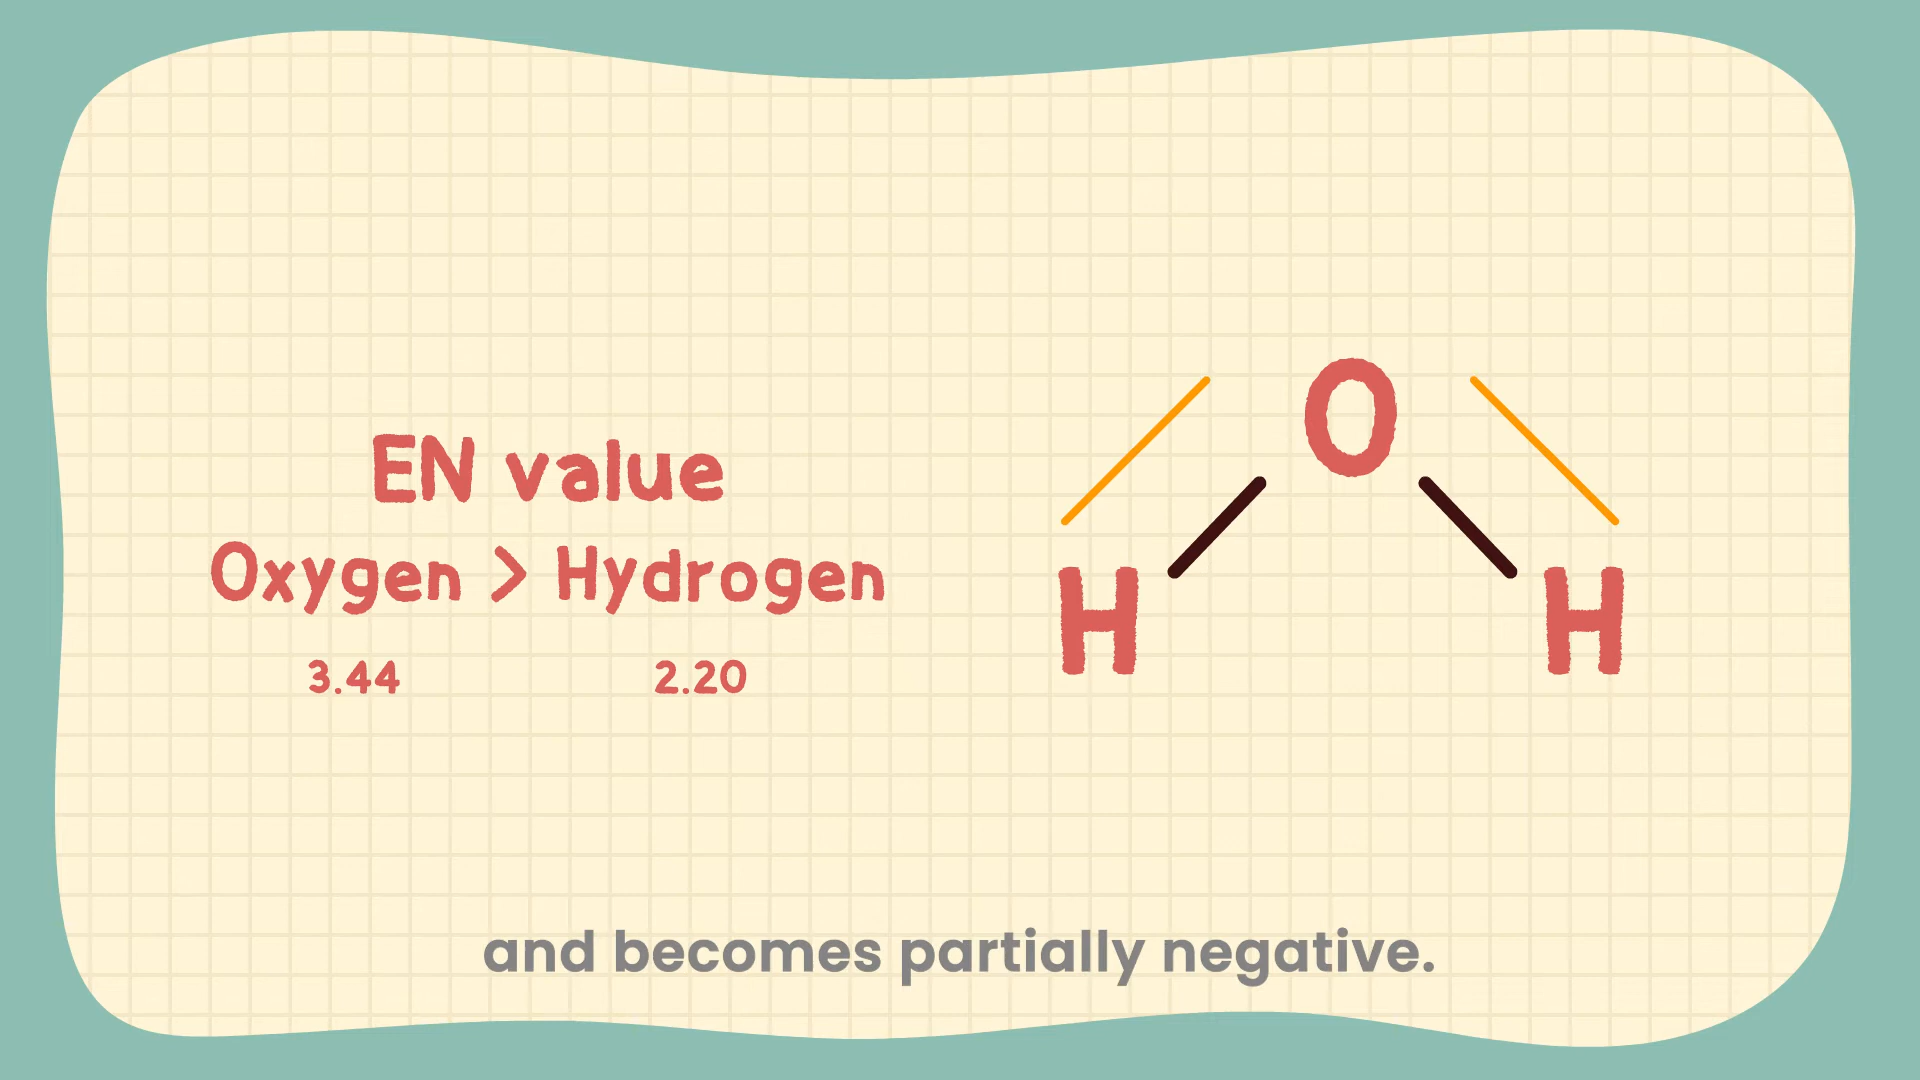 EN value
Oxygen > Hydrogen
3.44 2.20
O
H H
and becomes partially negative.